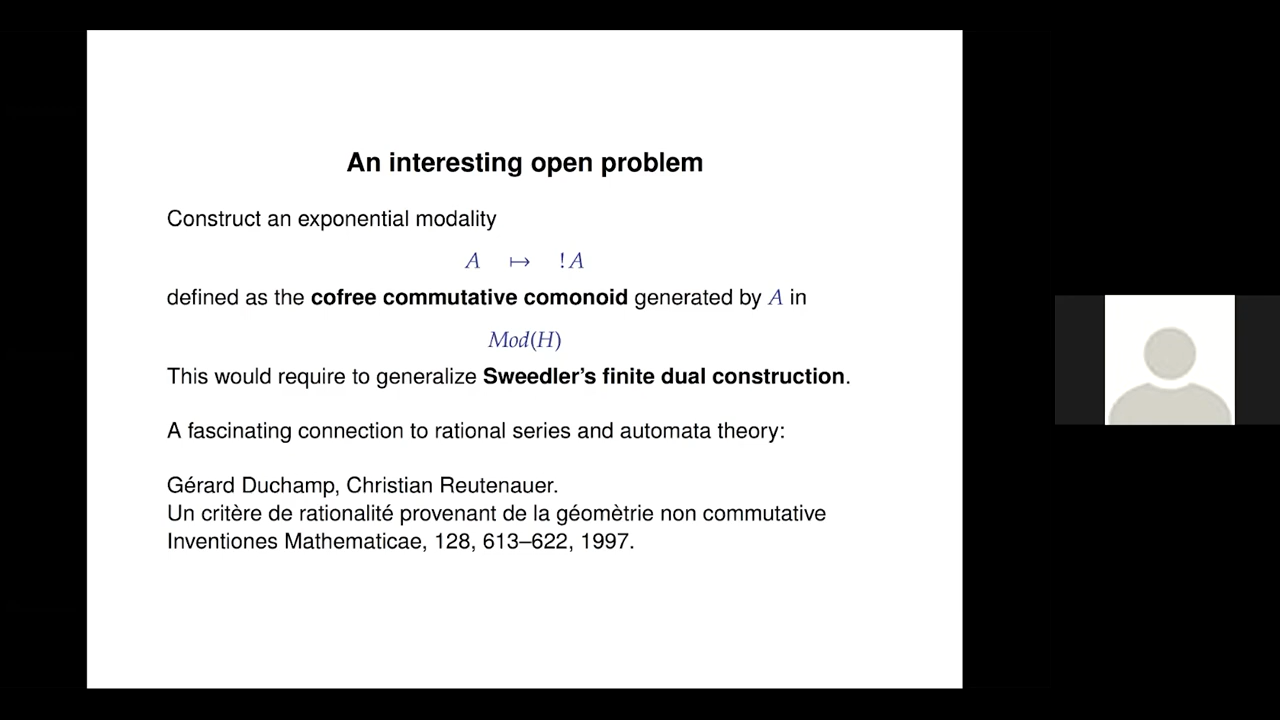 An interesting open problem
Construct an exponential modality
A ↦ !A
defined as the cofree commutative comonoid generated by A in
Mod(H)
This would require to generalize Sweedler's finite dual construction.
A fascinating connection to rational series and automata theory:
Gérard Duchamp, Christian Reutenauer.
Un critère de rationalité provenant de la géomètrie non commutative
Inventiones Mathematicae, 128, 613–622, 1997.